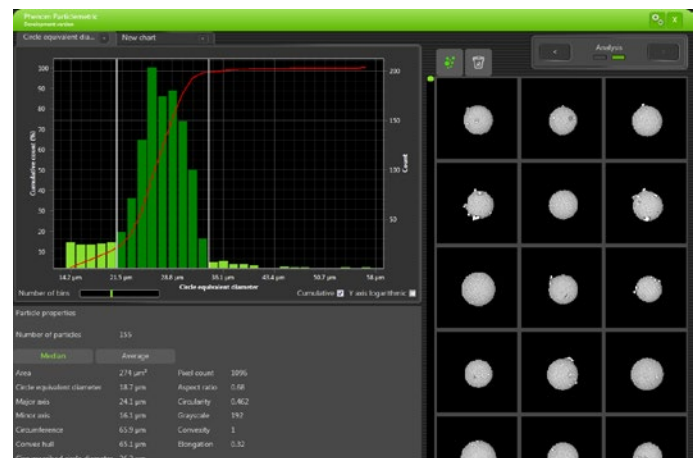 Phenom Particlemetric
Development version
x
Circle equivalent dia...
New chart
<
Analysis
100
90
80
70
60
50
40
30
20
200
150
100
50
Cumulative count (%)
Count
14.2 µm
21.5 µm
28.8 µm
36.1 µm
43.4 µm
50.7 µm
58 µm
Number of bins
Circle equivalent diameter
Cumulative
Y axis logarithmic
Particle properties
Number of particles 155
Median Average
Area 274 µm² Pixel count 1096
Circle equivalent diameter 18.7 µm Aspect ratio 0.68
Major axis 24.1 µm Circularity 0.462
Minor axis 16.1 µm Grayscale 192
Circumference 65.9 µm Convexity 1
Convex hull 65.1 µm Elongation 0.32